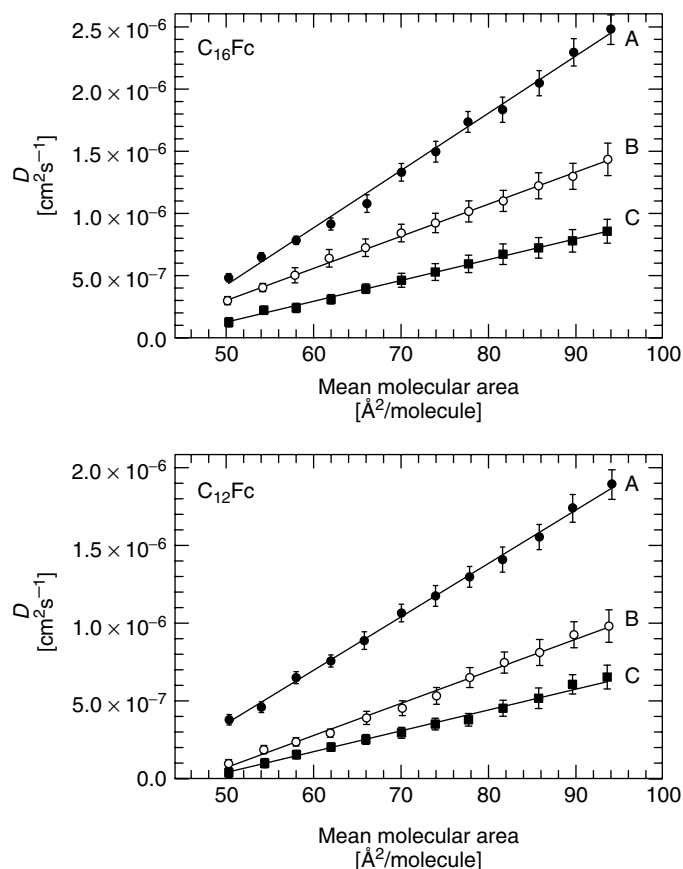 C₁₆Fc
A
B
C
2.5 × 10⁻⁶
2.0 × 10⁻⁶
1.5 × 10⁻⁶
1.0 × 10⁻⁶
5.0 × 10⁻⁷
0.0
D
[cm²s⁻¹]
50 60 70 80 90 100
Mean molecular area
[Å²/molecule]
C₁₂Fc
A
B
C
2.0 × 10⁻⁶
1.5 × 10⁻⁶
1.0 × 10⁻⁶
5.0 × 10⁻⁷
0.0
D
[cm²s⁻¹]
50 60 70 80 90 100
Mean molecular area
[Å²/molecule]